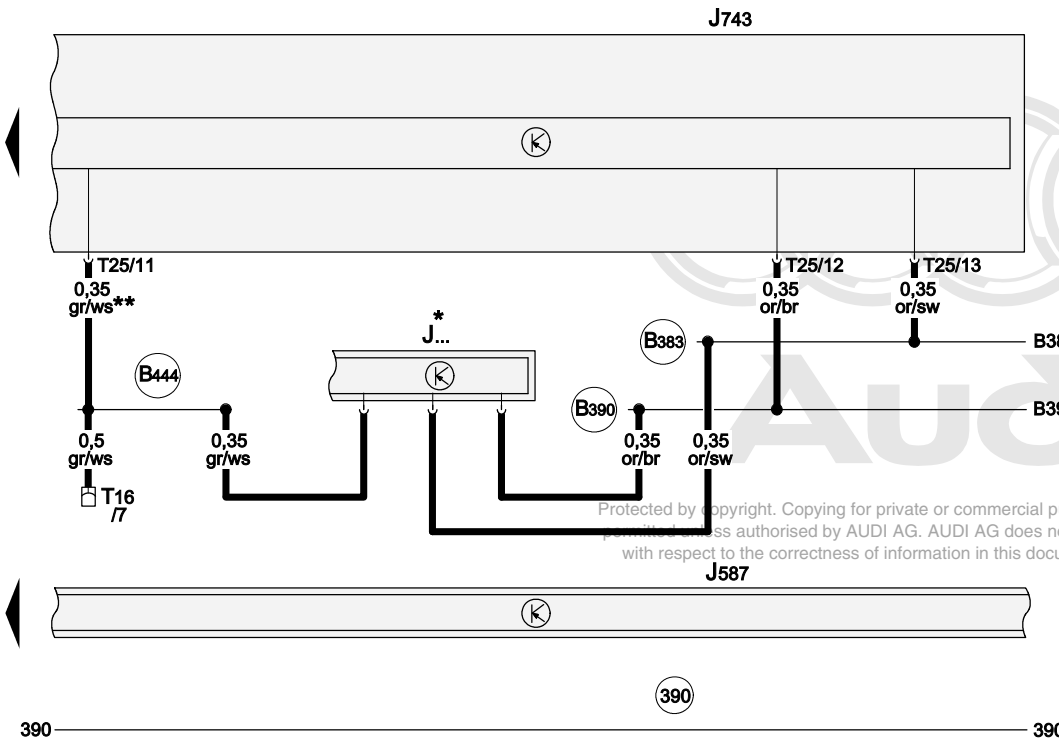 J743
T25/11
T25/12
T25/13
0,35
gr/ws**
0,35
or/br
0,35
or/sw
*
J...
B383
B38
B444
B390
B39
0,5
gr/ws
0,35
gr/ws
0,35
or/br
0,35
or/sw
T16
/7
Audi
Protected by copyright. Copying for private or commercial p
permitted unless authorised by AUDI AG. AUDI AG does n
with respect to the correctness of information in this docu
J587
390
390
390